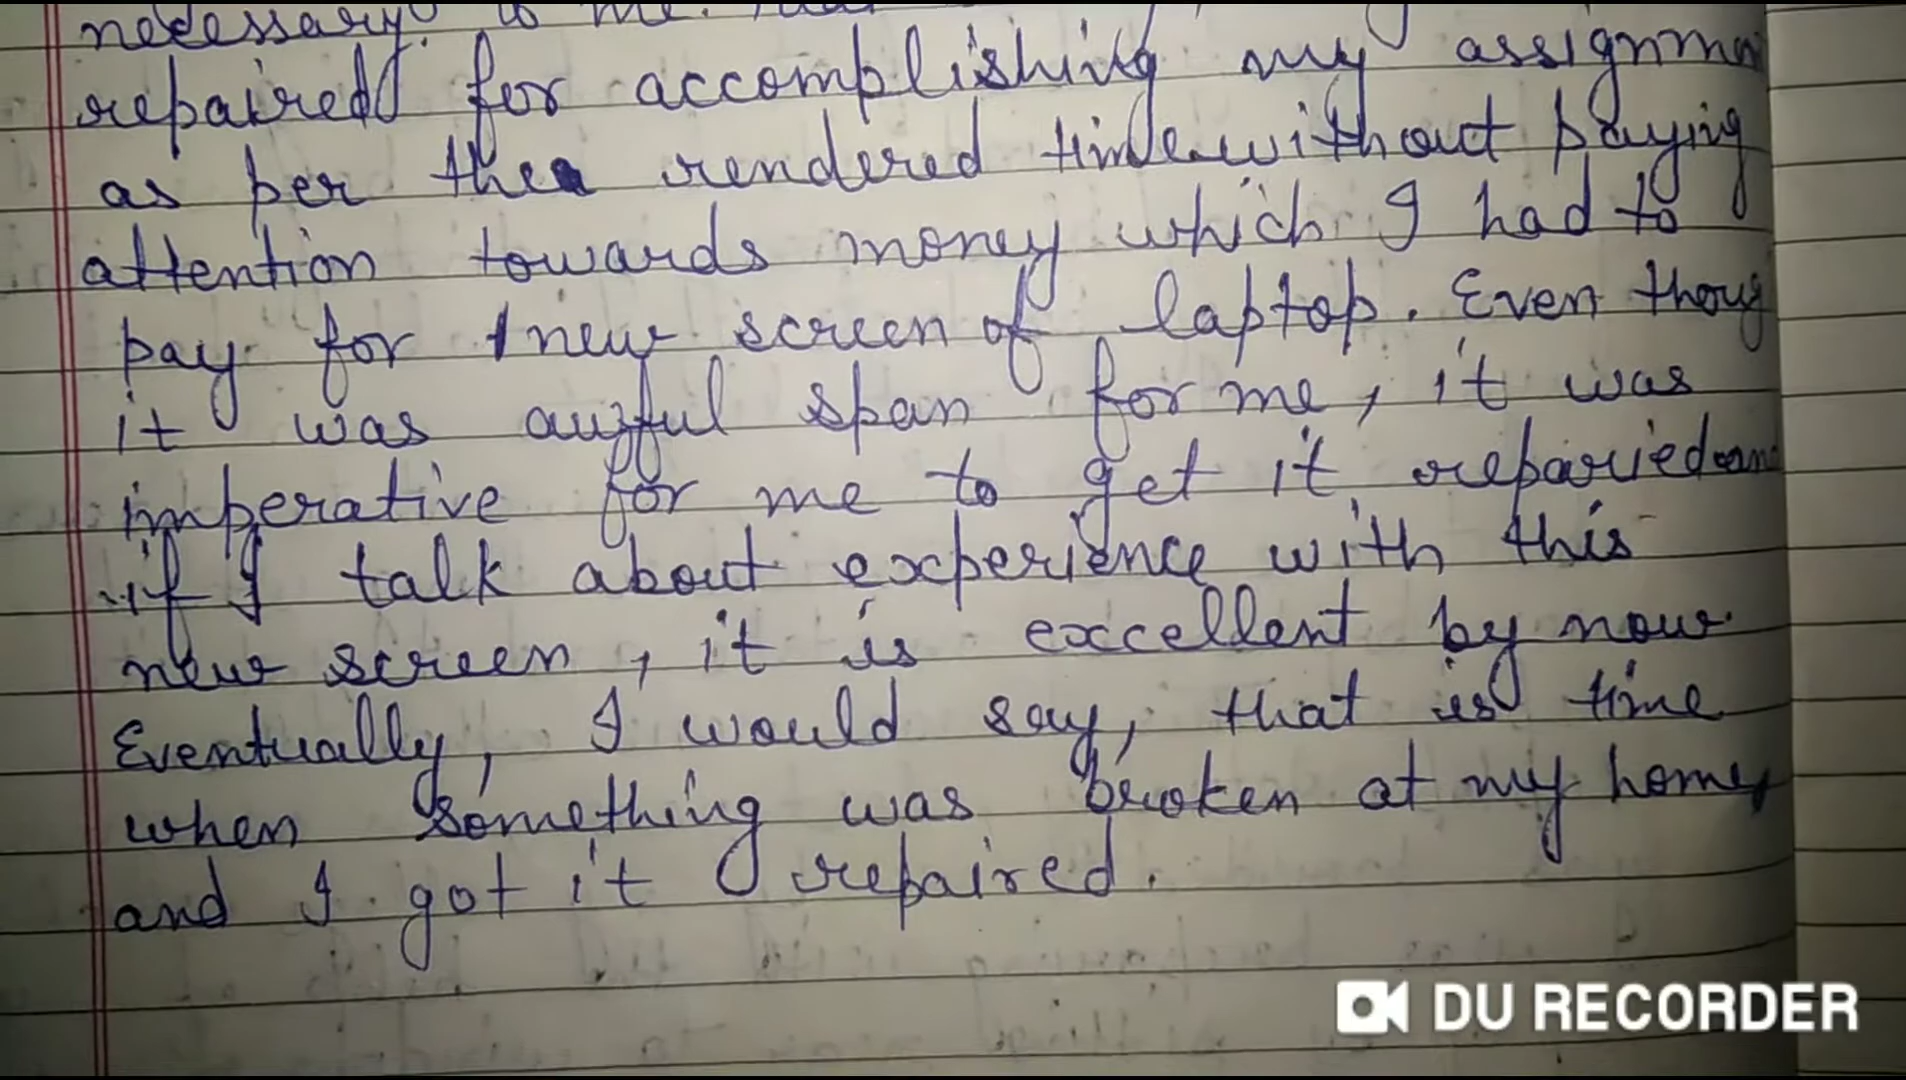 necessary to me.
repaired for accomplishing my assignme
as per the rendered time without paying
attention towards money which I had to
pay for 1 new screen of laptop. Even thoug
it was awful span for me, it was
imperative for me to get it reparied an
if I talk about experience with this
new screen, it is excellent by now.
Eventually, I would say, that is time
when something was broken at my home,
and I got it repaired.
DU RECORDER